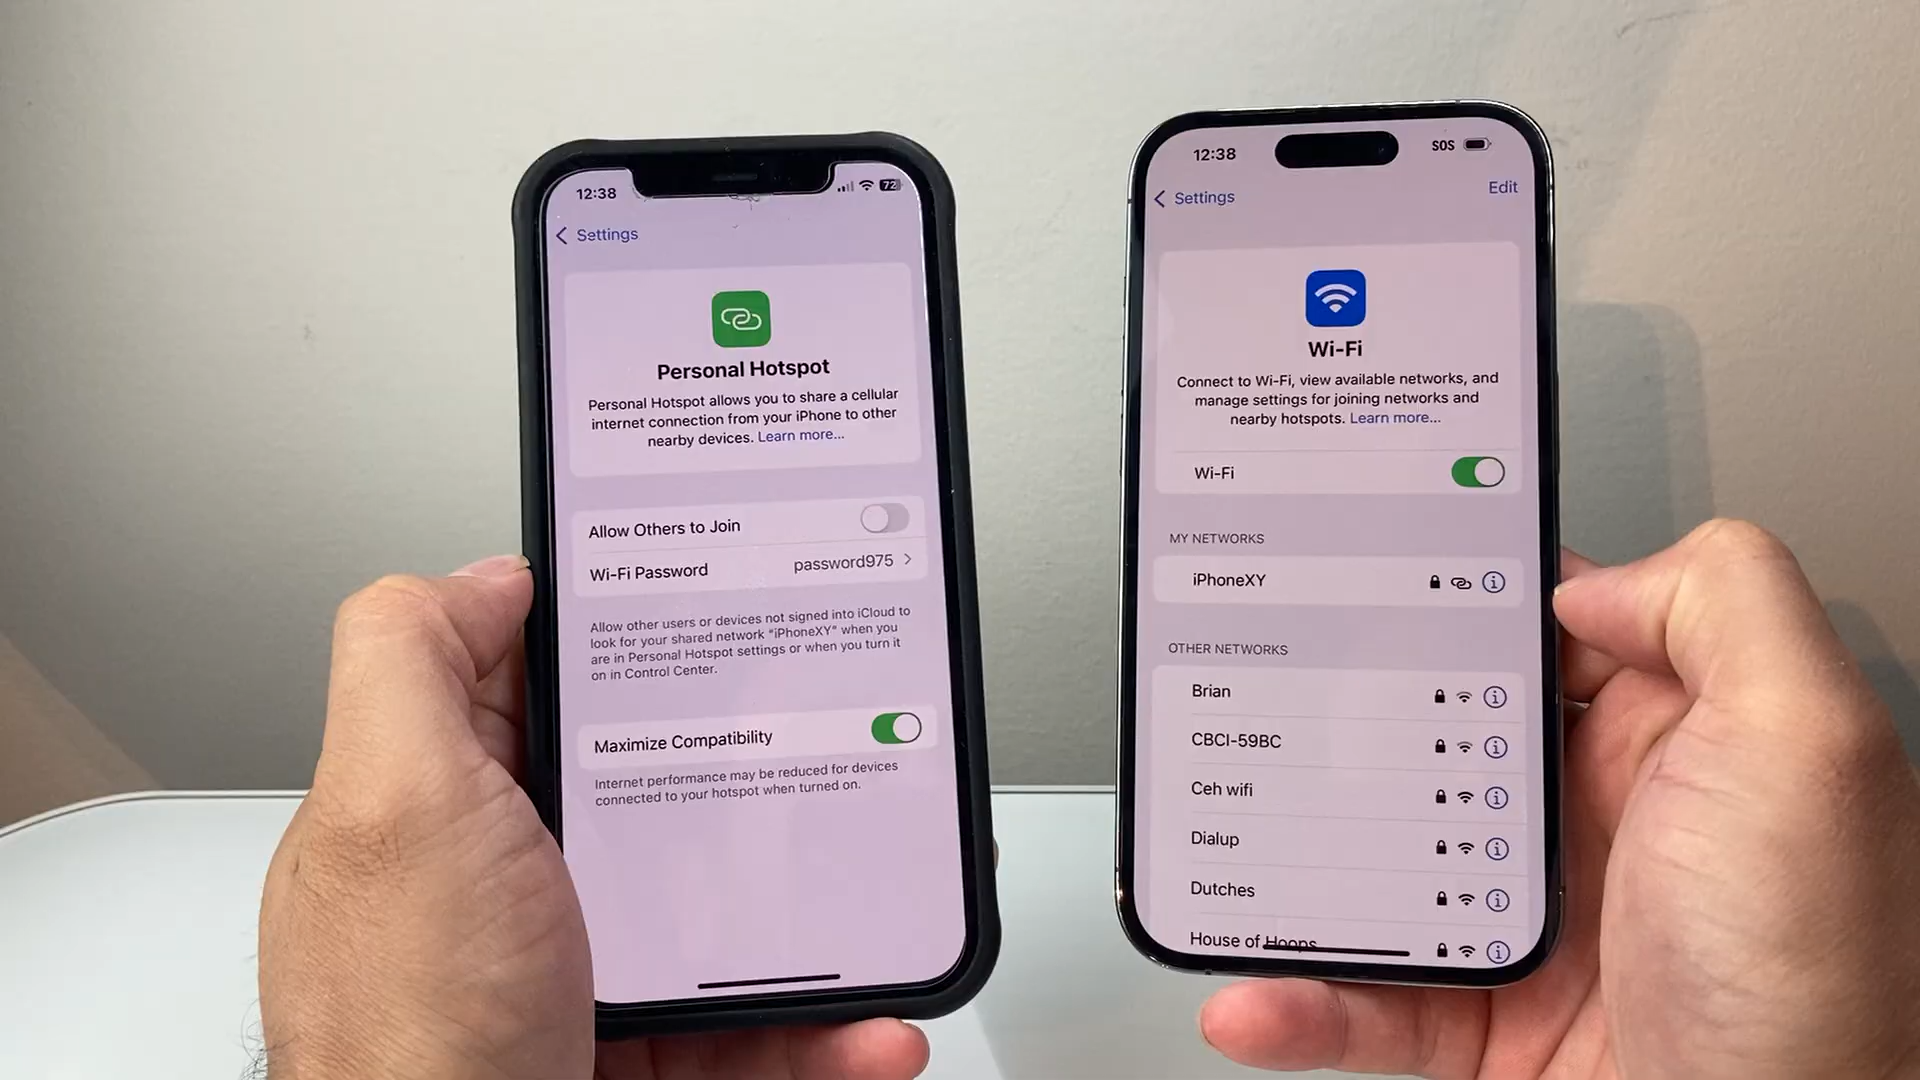 12:38
72
Settings
Personal Hotspot
Personal Hotspot allows you to share a cellular
internet connection from your iPhone to other
nearby devices. Learn more...
Allow Others to Join
Wi-Fi Password password975
Allow other users or devices not signed into iCloud to
look for your shared network "iPhoneXY" when you
are in Personal Hotspot settings or when you turn it
on in Control Center.
Maximize Compatibility
Internet performance may be reduced for devices
connected to your hotspot when turned on.
12:38 SOS
Settings Edit
Wi-Fi
Connect to Wi-Fi, view available networks, and
manage settings for joining networks and
nearby hotspots. Learn more...
Wi-Fi
MY NETWORKS
iPhoneXY
OTHER NETWORKS
Brian
CBCI-59BC
Ceh wifi
Dialup
Dutches
House of Hoops